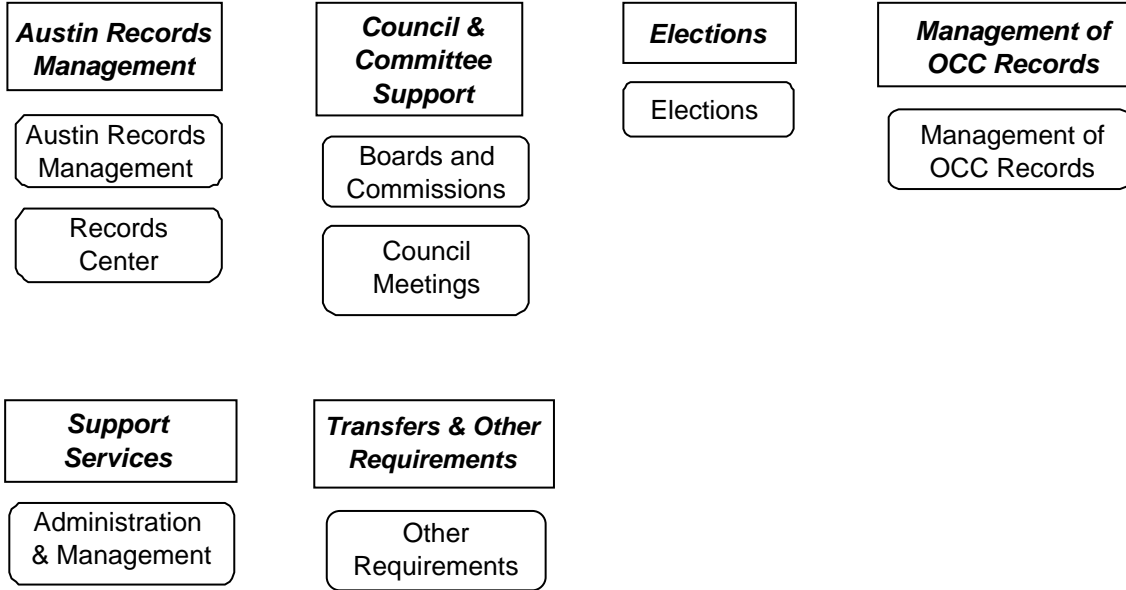 Austin Records
Management
Austin Records
Management
Records
Center
Council &
Committee
Support
Boards and
Commissions
Council
Meetings
Elections
Elections
Management of
OCC Records
Management of
OCC Records
Support
Services
Administration
& Management
Transfers & Other
Requirements
Other
Requirements